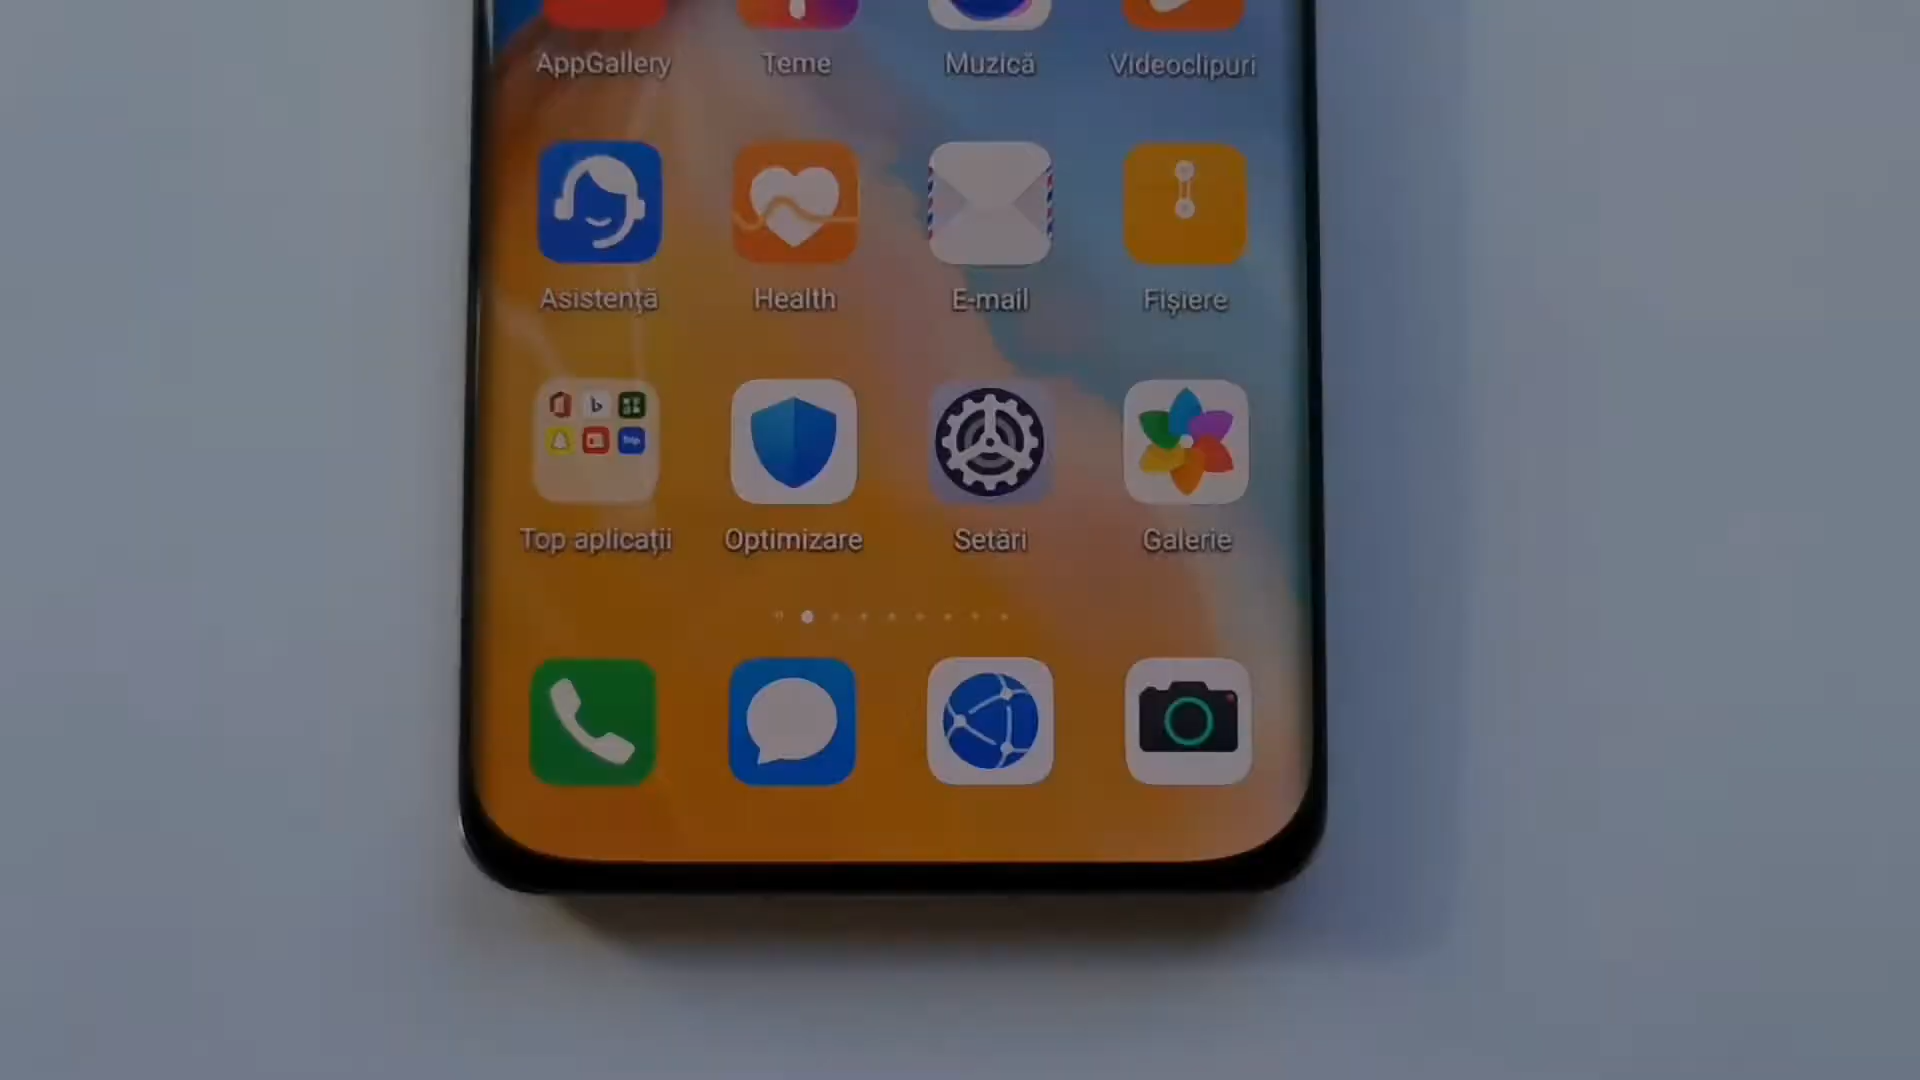 AppGallery Teme Muzică Videoclipuri
Asistență Health E-mail Fișiere
Top aplicații Optimizare Setări Galerie